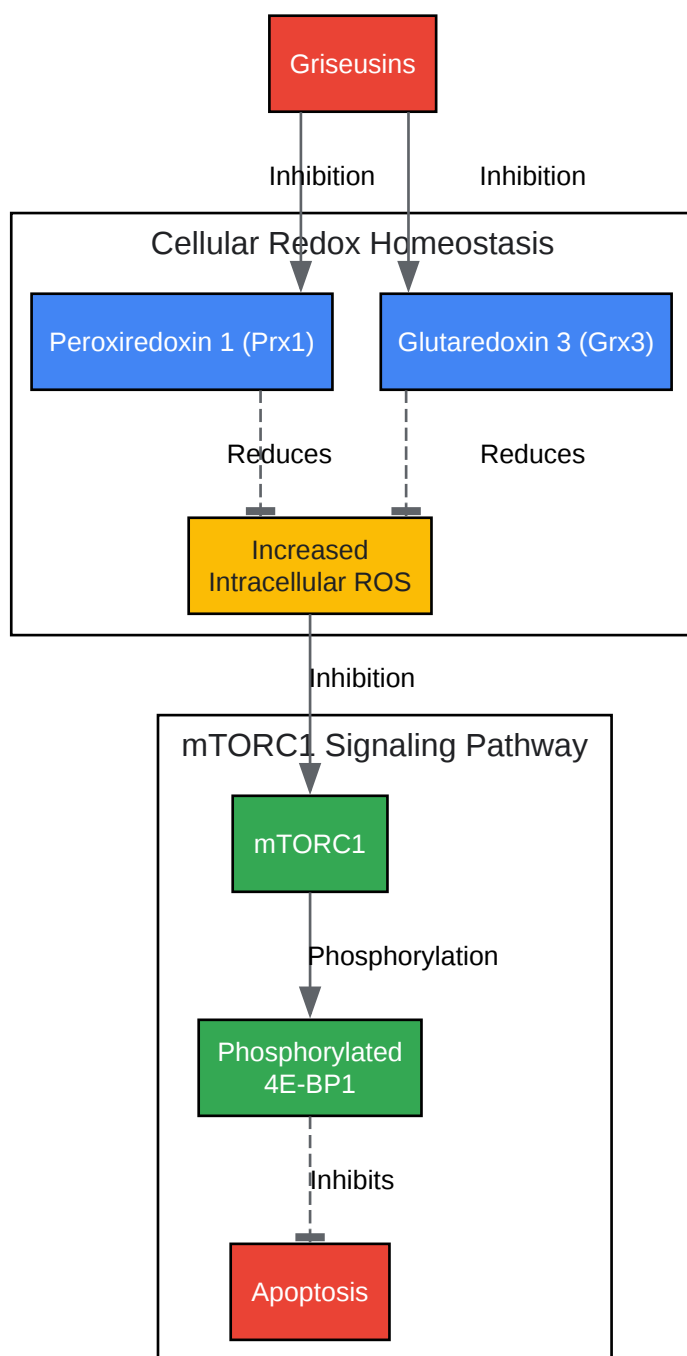 Griseusins
Inhibition
Inhibition
Cellular Redox Homeostasis
Peroxiredoxin 1 (Prx1)
Glutaredoxin 3 (Grx3)
Reduces
Reduces
Increased
Intracellular ROS
Inhibition
mTORC1 Signaling Pathway
mTORC1
Phosphorylation
Phosphorylated
4E-BP1
Inhibits
Apoptosis